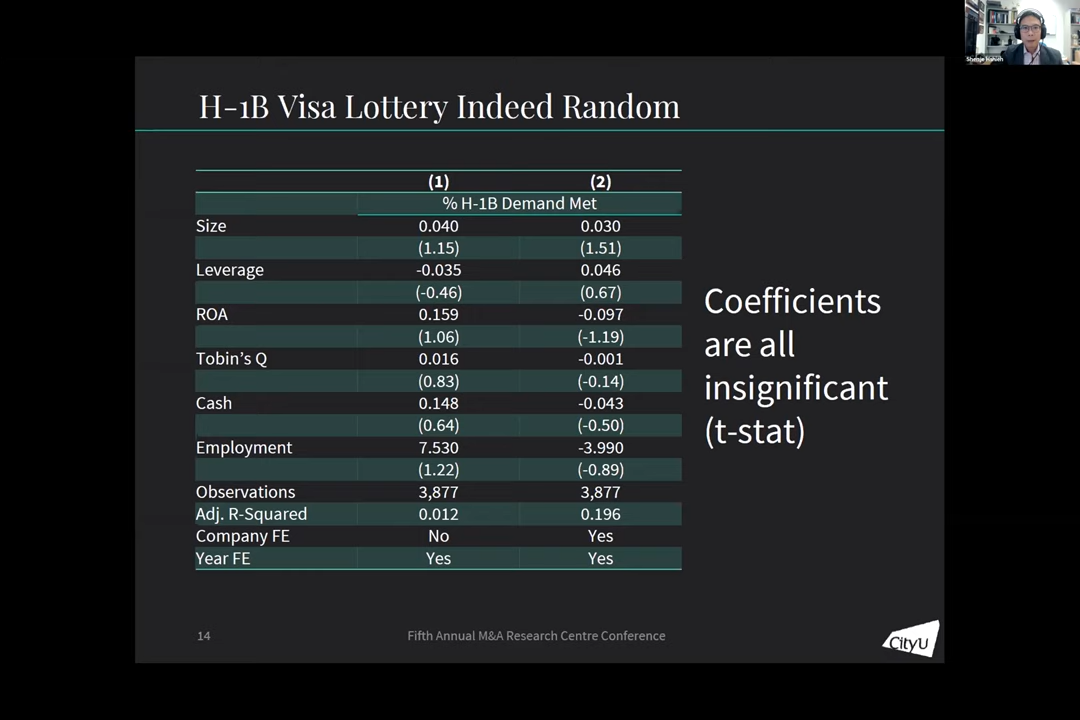 H-1B Visa Lottery Indeed Random
(1) (2)
% H-1B Demand Met
Size 0.040 0.030
(1.15) (1.51)
Leverage -0.035 0.046
(-0.46) (0.67)
ROA 0.159 -0.097
(1.06) (-1.19)
Tobin’s Q 0.016 -0.001
(0.83) (-0.14)
Cash 0.148 -0.043
(0.64) (-0.50)
Employment 7.530 -3.990
(1.22) (-0.89)
Observations 3,877 3,877
Adj. R-Squared 0.012 0.196
Company FE No Yes
Year FE Yes Yes
Coefficients
are all
insignificant
(t-stat)
14
Fifth Annual M&A Research Centre Conference
CityU